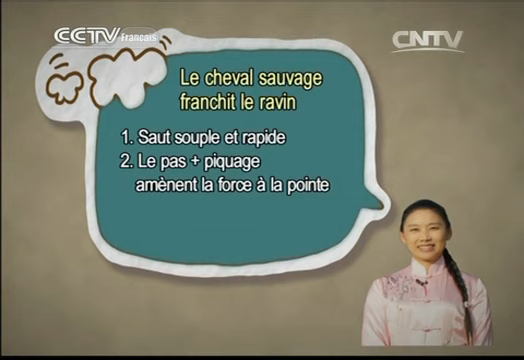 CCTV Français
CNTV
Le cheval sauvage
franchit le ravin
1. Saut souple et rapide
2. Le pas + piquage
amènent la force à la pointe